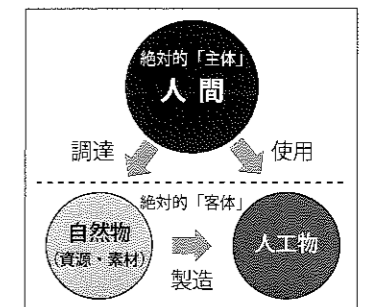 絶対的「主体」
人間
調達
使用
絶対的「客体」
自然物
(資源・素材)
人工物
製造